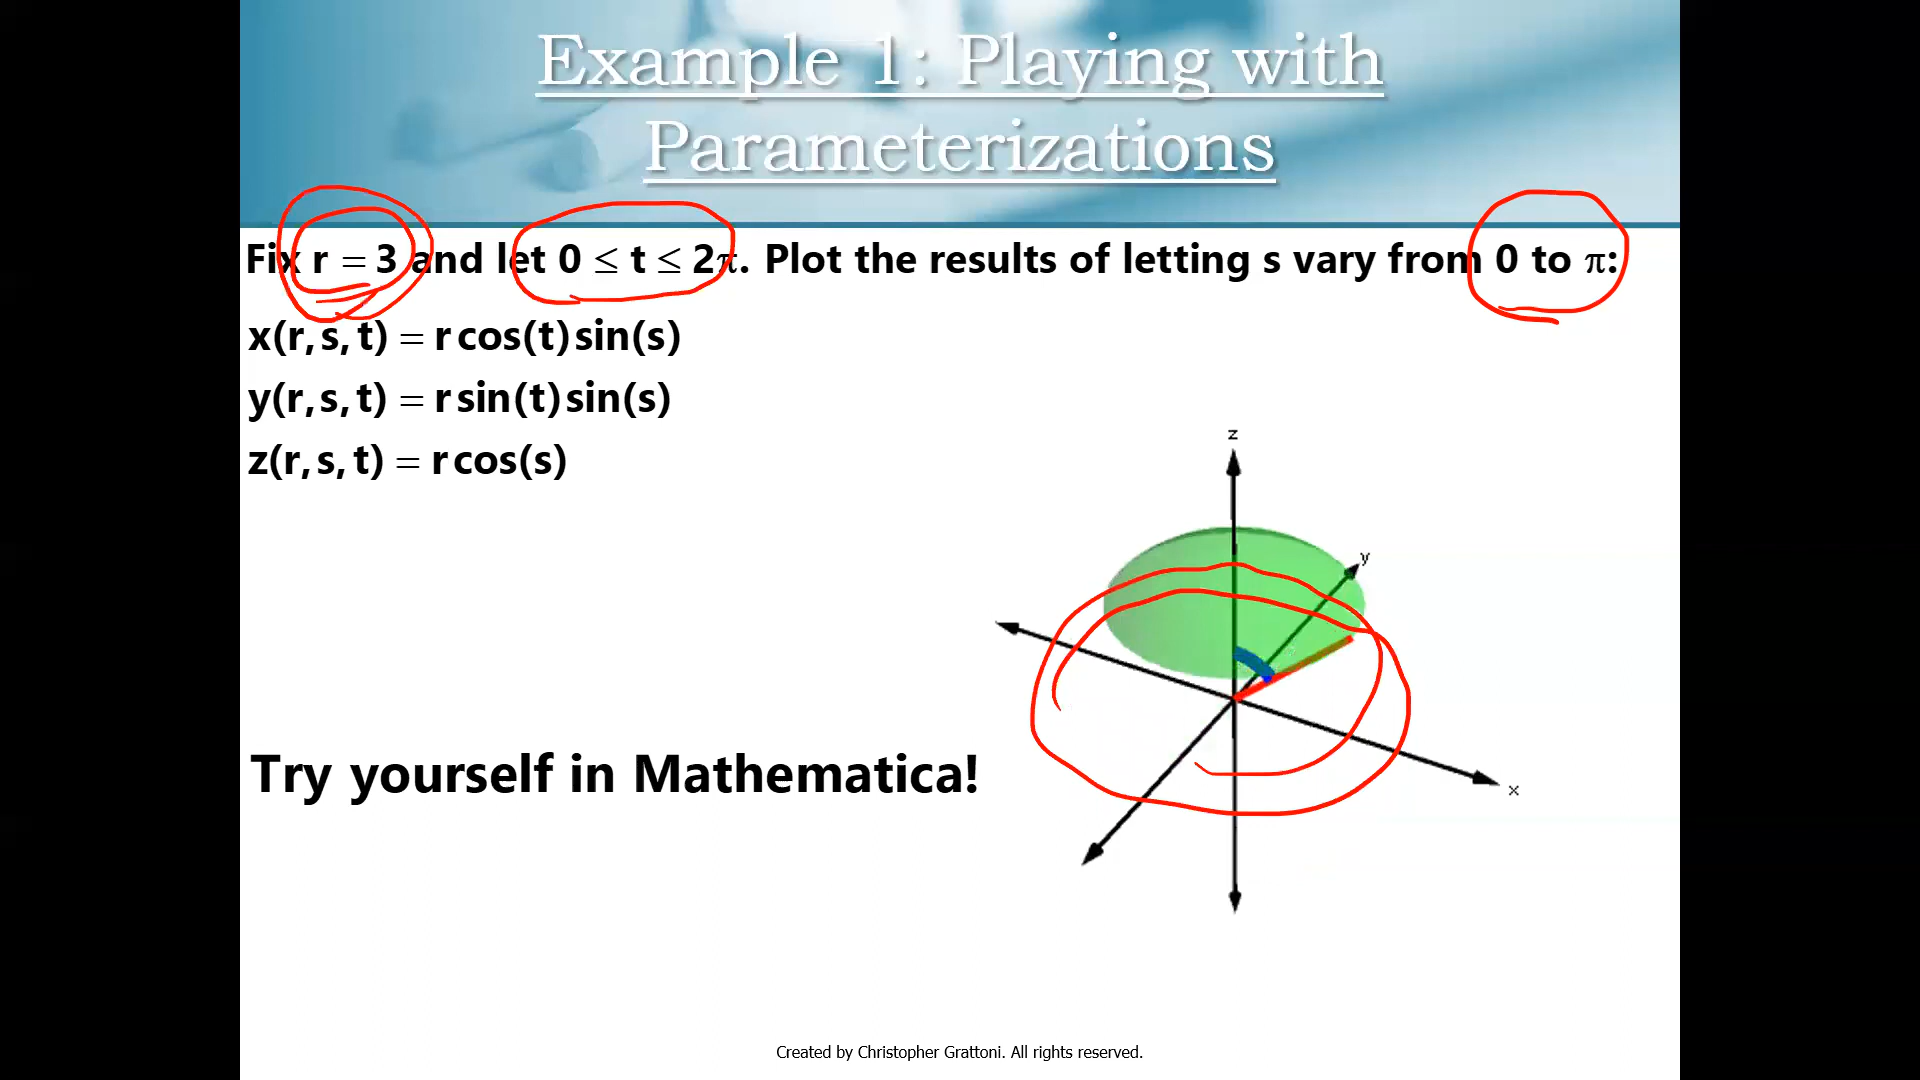 Example 1: Playing with
Parameterizations
Fix r = 3 and let 0 ≤ t ≤ 2π. Plot the results of letting s vary from 0 to π:
x(r,s,t) = r cos(t) sin(s)
y(r,s,t) = r sin(t) sin(s)
z(r,s,t) = r cos(s)
z
y
x
Try yourself in Mathematica!
Created by Christopher Grattoni. All rights reserved.